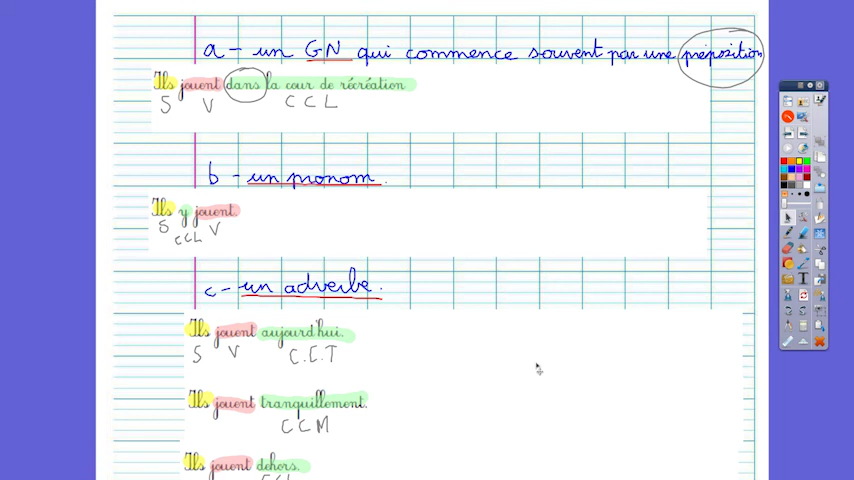 a - un GN qui commence souvent par une préposition
Ils jouent dans la cour de récréation
S V C C L
b - un pronom.
Ils y jouent.
S CCL V
c - un adverbe.
Ils jouent aujourd'hui.
S V C.C.T
Ils jouent tranquillement.
C C M
Ils jouent dehors.